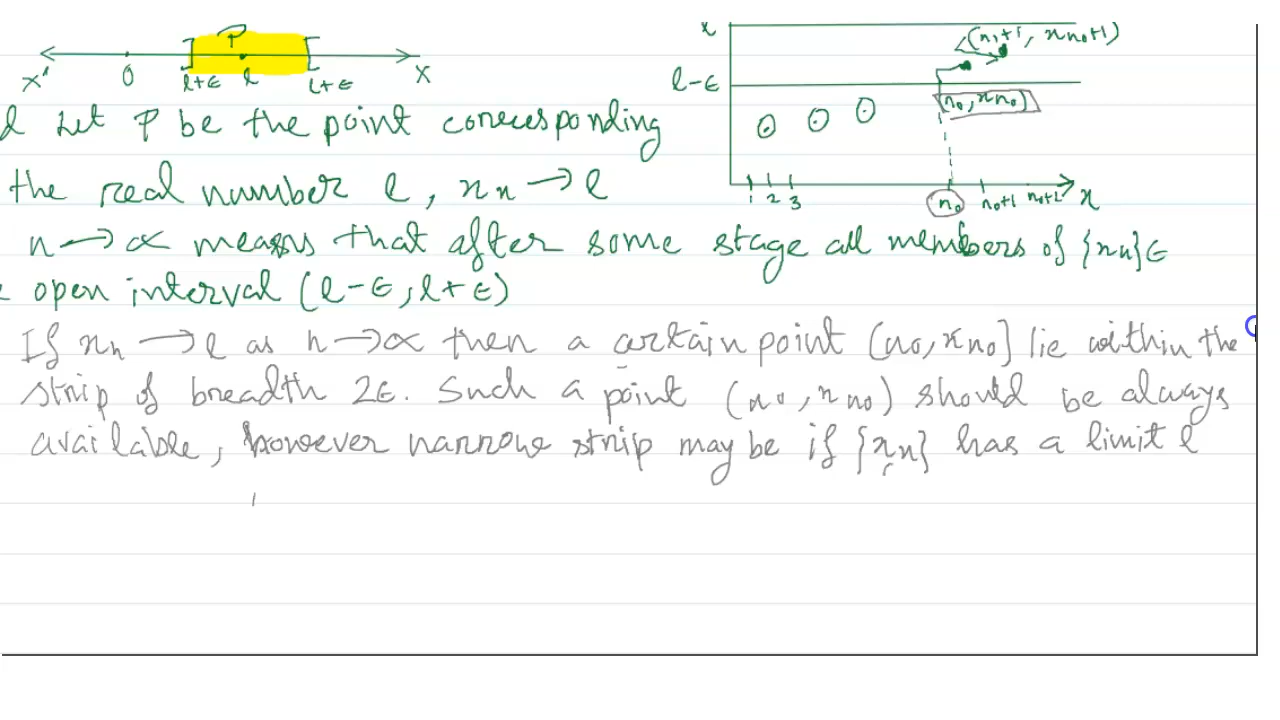 P
X' 0 l+ϵ l l+ϵ X
l
l-ϵ
(n0+1, xn0+1)
(n0, xn0)
1 2 3 n0 n0+1 n0+2 x
d Let P be the point corresponding
the real number l, xn → l
n → ∝ means that after some stage all members of {xn}ϵ
open interval (l-ϵ, l+ϵ)
If xn → l as n → ∝ then a certain point (n0, xn0] lie within the
strip of breadth 2ϵ. Such a point (n0, xn0) should be always
available, however narrow strip may be if {xn} has a limit l